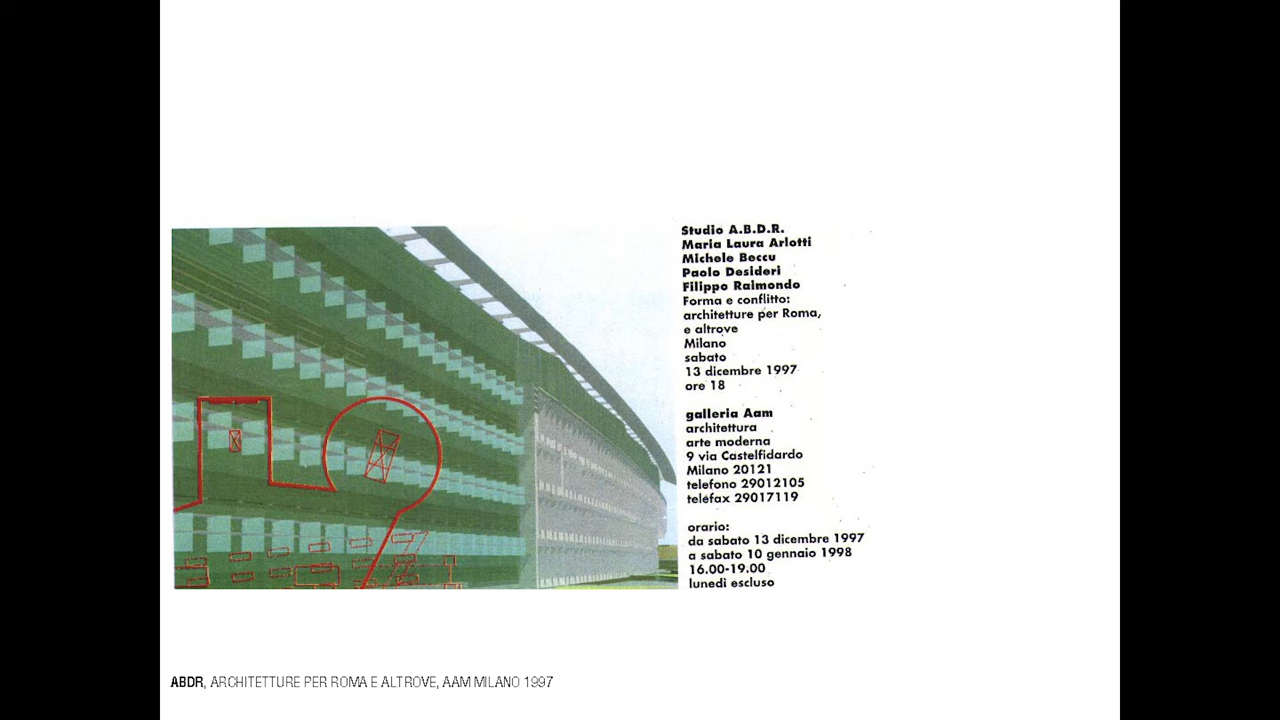 Studio A.B.D.R.
Maria Laura Arlotti
Michele Beccu
Paolo Desideri
Filippo Raimondo
Forma e conflitto:
architetture per Roma,
e altrove
Milano
sabato
13 dicembre 1997
ore 18
galleria Aam
architettura
arte moderna
9 via Castelfidardo
Milano 20121
telefono 29012105
telefax 29017119
orario:
da sabato 13 dicembre 1997
a sabato 10 gennaio 1998
16.00-19.00
lunedì escluso
ABDR, ARCHITETTURE PER ROMA E ALTROVE, AAM MILANO 1997